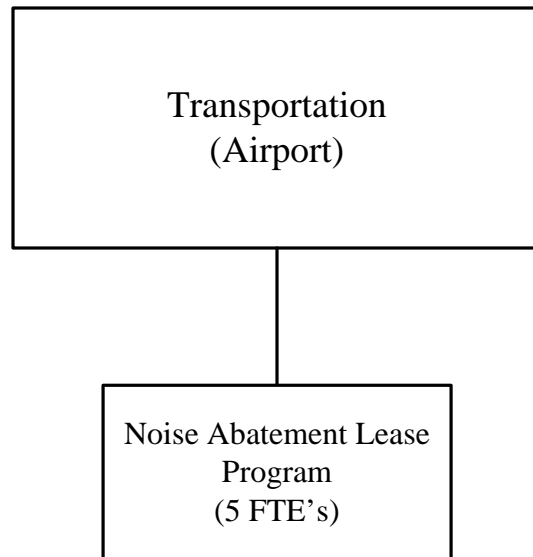 Transportation
(Airport)
Noise Abatement Lease
Program
(5 FTE's)